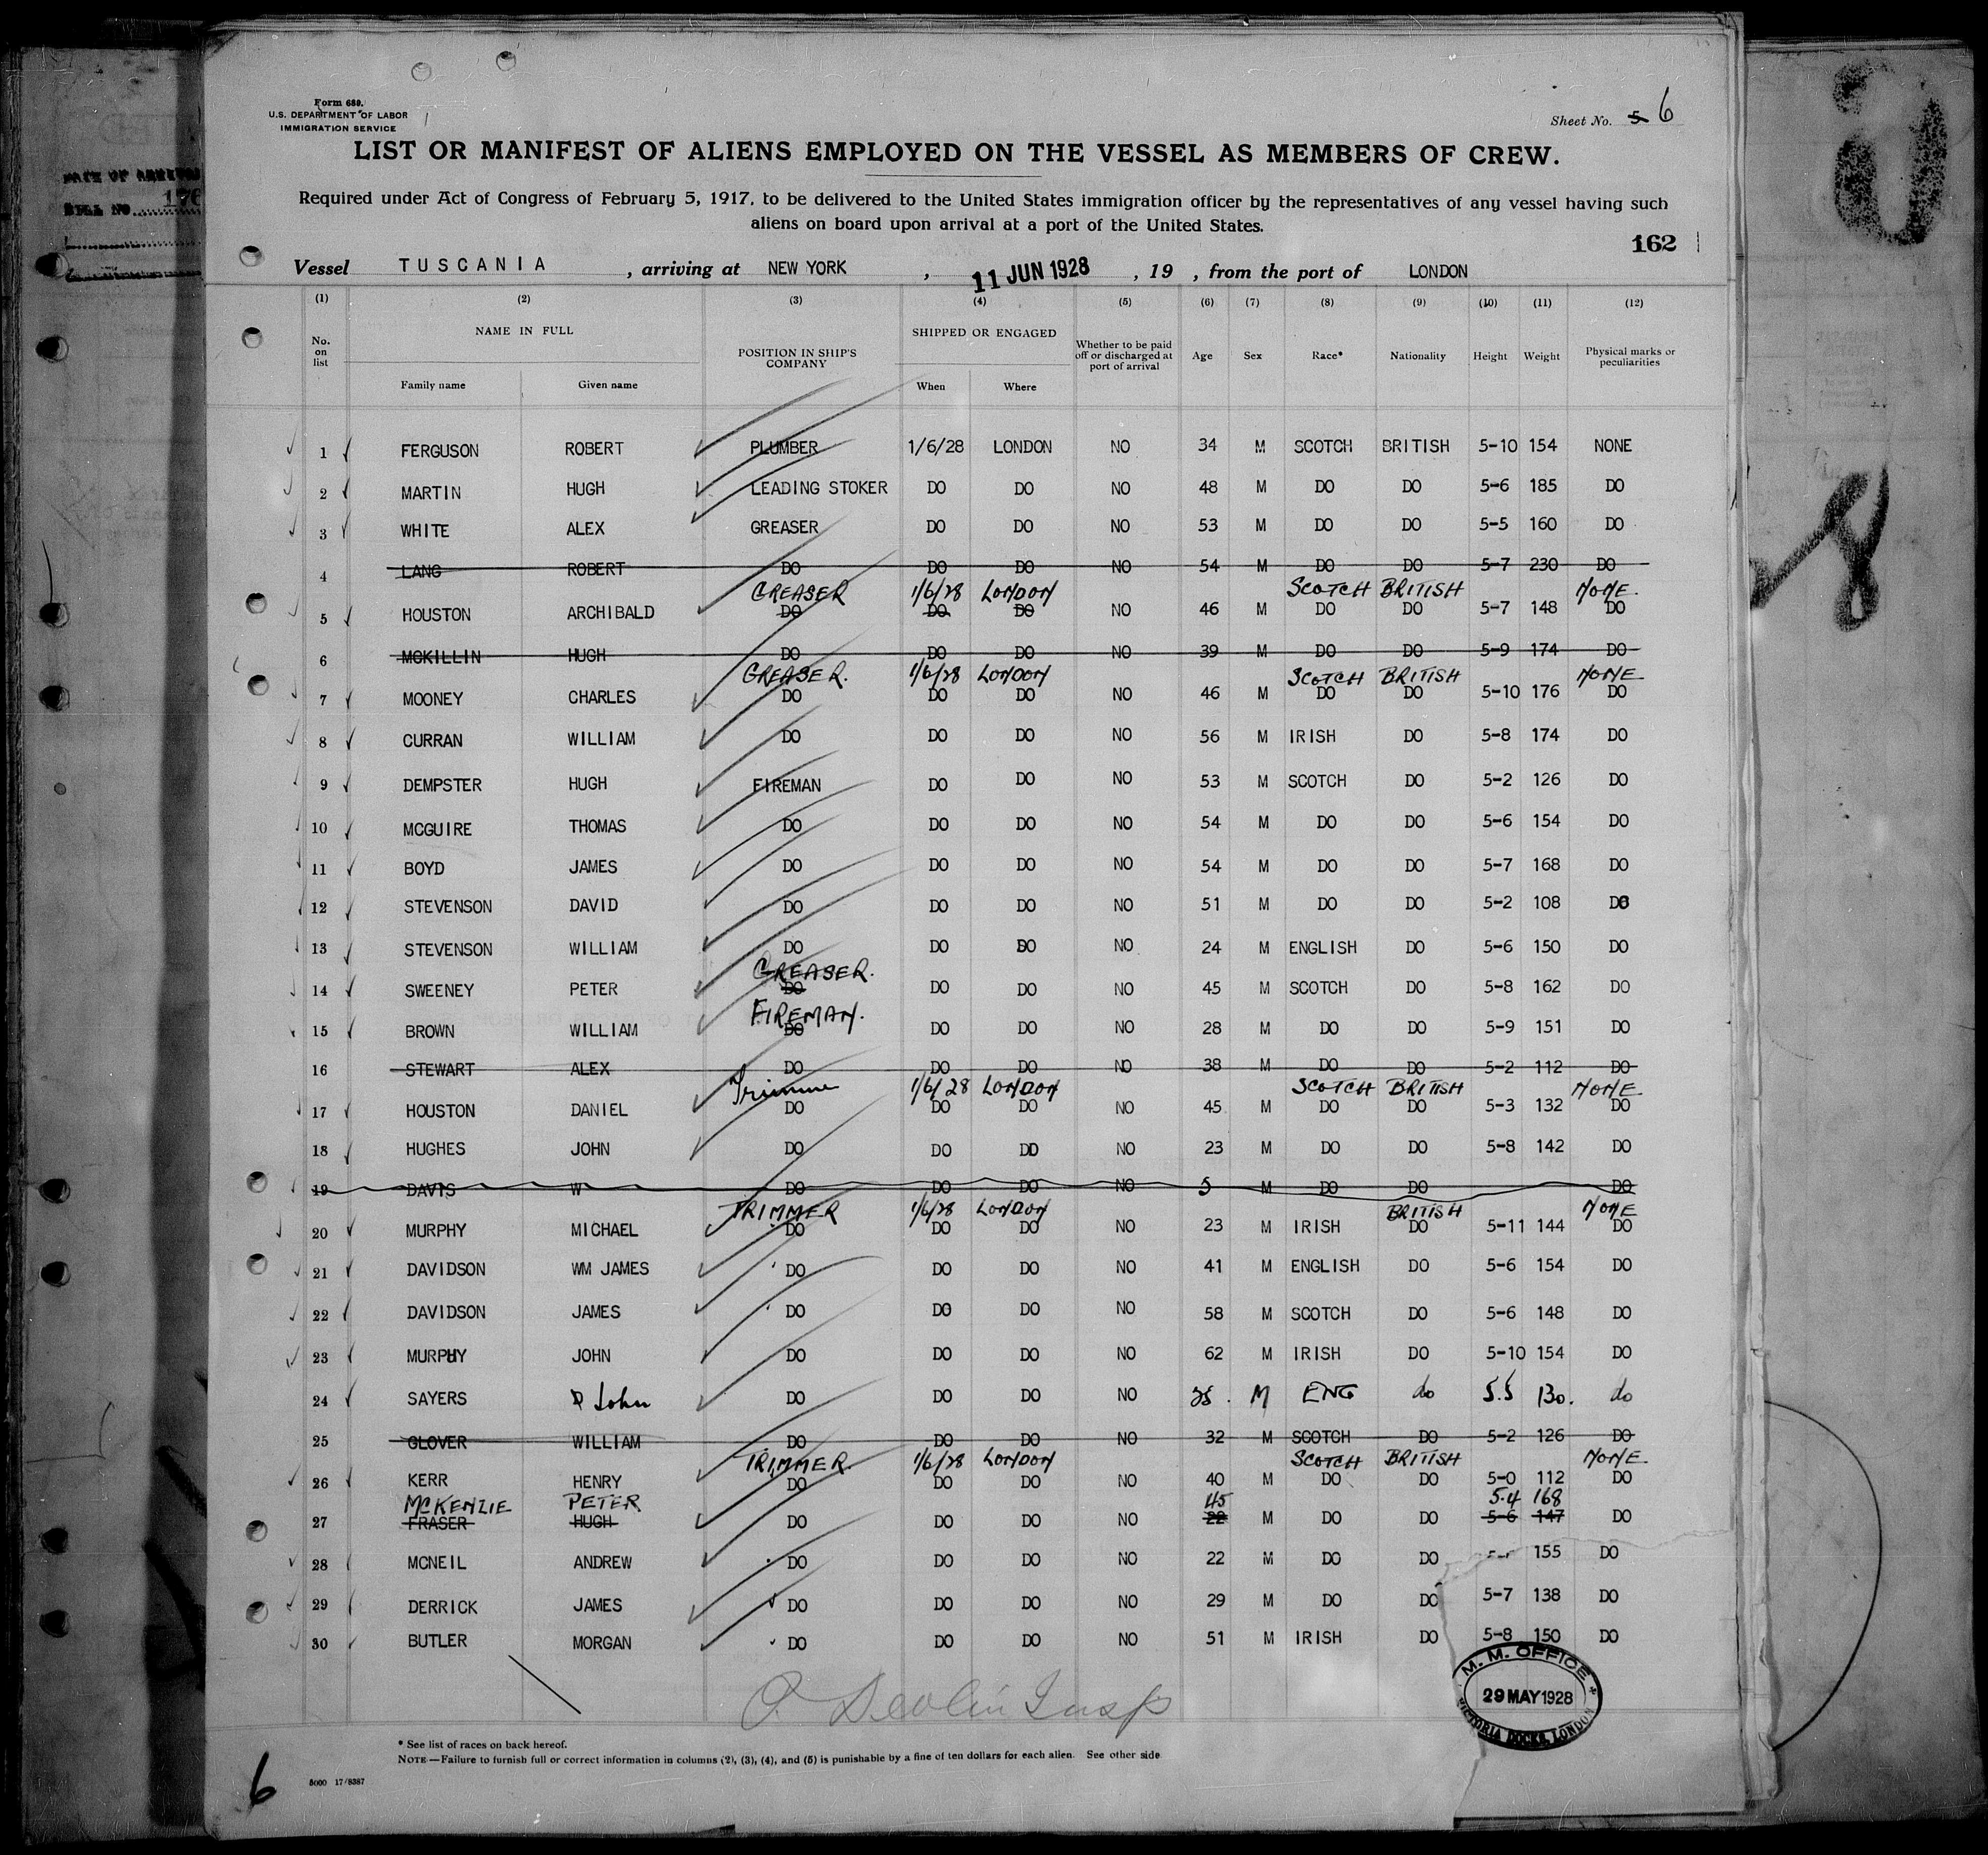 Form 680.
U.S. DEPARTMENT OF LABOR
IMMIGRATION SERVICE
Sheet No. 5 6
LIST OR MANIFEST OF ALIENS EMPLOYED ON THE VESSEL AS MEMBERS OF CREW.
Required under Act of Congress of February 5, 1917, to be delivered to the United States immigration officer by the representatives of any vessel having such
aliens on board upon arrival at a port of the United States.
162
Vessel TUSCANIA , arriving at NEW YORK , 11 JUN 1928 , 19 , from the port of LONDON
(1) (2) (3) (4) (5) (6) (7) (8) (9) (10) (11) (12)
No. on list NAME IN FULL POSITION IN SHIP'S COMPANY SHIPPED OR ENGAGED Whether to be paid off or discharged at port of arrival Age Sex Race* Nationality Height Weight Physical marks or peculiarities
Family name Given name When Where
1 FERGUSON ROBERT PLUMBER 1/6/28 LONDON NO 34 M SCOTCH BRITISH 5-10 154 NONE
2 MARTIN HUGH LEADING STOKER DO DO NO 48 M DO DO 5-6 185 DO
3 WHITE ALEX GREASER DO DO NO 53 M DO DO 5-5 160 DO
4 LANG ROBERT DO DO DO NO 54 M DO DO 5-7 230 DO
GREASER 1/6/28 LONDON SCOTCH BRITISH NONE.
5 HOUSTON ARCHIBALD DO DO DO NO 46 M DO DO 5-7 148 DO
6 MCKILLIN HUGH DO DO DO NO 39 M DO DO 5-9 174 DO
GREASER. 1/6/28 LONDON SCOTCH BRITISH NONE
7 MOONEY CHARLES DO DO DO NO 46 M DO DO 5-10 176 DO
8 CURRAN WILLIAM DO DO DO NO 56 M IRISH DO 5-8 174 DO
9 DEMPSTER HUGH FIREMAN DO DO NO 53 M SCOTCH DO 5-2 126 DO
10 MCGUIRE THOMAS DO DO DO NO 54 M DO DO 5-6 154 DO
11 BOYD JAMES DO DO DO NO 54 M DO DO 5-7 168 DO
12 STEVENSON DAVID DO DO DO NO 51 M DO DO 5-2 108 DO
13 STEVENSON WILLIAM DO DO DO NO 24 M ENGLISH DO 5-6 150 DO
GREASER.
14 SWEENEY PETER DO DO DO NO 45 M SCOTCH DO 5-8 162 DO
FIREMAN.
15 BROWN WILLIAM DO DO DO NO 28 M DO DO 5-9 151 DO
16 STEWART ALEX DO DO DO NO 38 M DO DO 5-2 112 DO
Trimmer 1/6/28 LONDON SCOTCH BRITISH NONE
17 HOUSTON DANIEL DO DO DO NO 45 M DO DO 5-3 132 DO
18 HUGHES JOHN DO DO DO NO 23 M DO DO 5-8 142 DO
19 DAVIS W DO DO DO NO 5 M DO DO DO
TRIMMER 1/6/28 LONDON BRITISH NONE
20 MURPHY MICHAEL DO DO DO NO 23 M IRISH DO 5-11 144 DO
21 DAVIDSON WM JAMES DO DO DO NO 41 M ENGLISH DO 5-6 154 DO
22 DAVIDSON JAMES DO DO DO NO 58 M SCOTCH DO 5-6 148 DO
23 MURPHY JOHN DO DO DO NO 62 M IRISH DO 5-10 154 DO
24 SAYERS John DO DO DO NO 25. M ENG do 5.5 130. do
25 GLOVER WILLIAM DO DO DO NO 32 M SCOTCH DO 5-2 126 DO
TRIMMER 1/6/28 LONDON SCOTCH BRITISH NONE
26 KERR HENRY DO DO DO NO 40 M DO DO 5-0 112 DO
MCKENZIE PETER 45 5.4 168
27 FRASER HUGH DO DO DO NO 22 M DO DO 5-6 147 DO
28 MCNEIL ANDREW DO DO DO NO 22 M DO DO 155 DO
29 DERRICK JAMES DO DO DO NO 29 M DO DO 5-7 138 DO
30 BUTLER MORGAN DO DO DO NO 51 M IRISH DO 5-8 150 DO
Devlin Insp
M. M. OFFICE
29 MAY 1928
VICTORIA DOCKS, LONDON
* See list of races on back hereof.
NOTE—Failure to furnish full or correct information in columns (2), (3), (4), and (5) is punishable by a fine of ten dollars for each alien. See other side
5000 17/8387
6